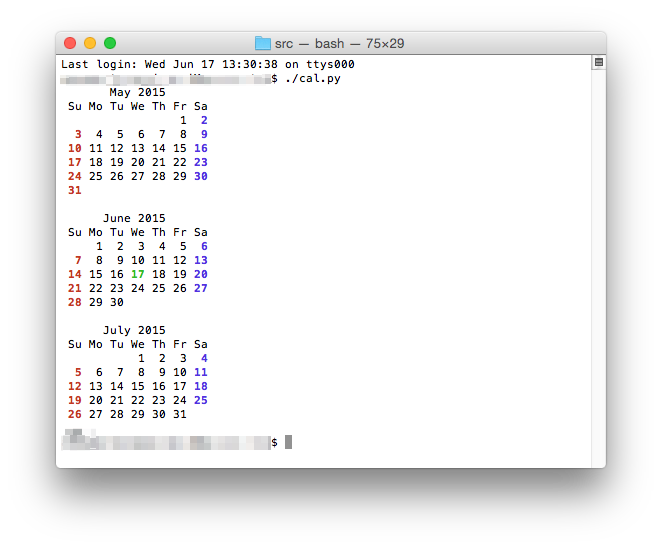 src — bash — 75×29
Last login: Wed Jun 17 13:30:38 on ttys000
$ ./cal.py
May 2015
Su Mo Tu We Th Fr Sa
1 2
3 4 5 6 7 8 9
10 11 12 13 14 15 16
17 18 19 20 21 22 23
24 25 26 27 28 29 30
31
June 2015
Su Mo Tu We Th Fr Sa
1 2 3 4 5 6
7 8 9 10 11 12 13
14 15 16 17 18 19 20
21 22 23 24 25 26 27
28 29 30
July 2015
Su Mo Tu We Th Fr Sa
1 2 3 4
5 6 7 8 9 10 11
12 13 14 15 16 17 18
19 20 21 22 23 24 25
26 27 28 29 30 31
$